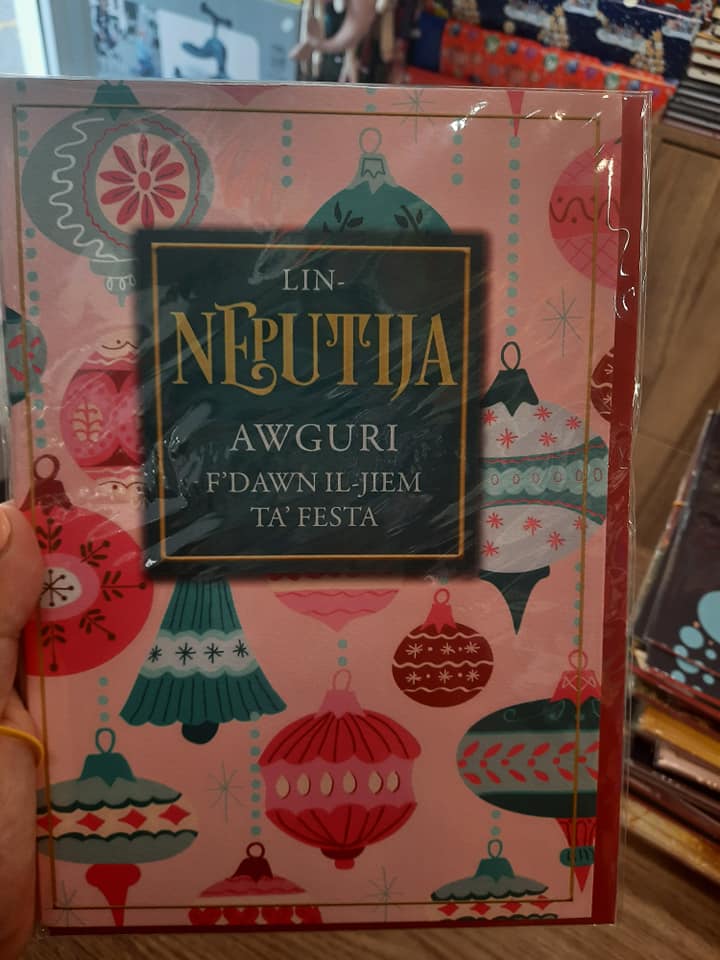 LIN-
NEPUTIJA
AWGURI
F'DAWN IL-JIEM
TA' FESTA